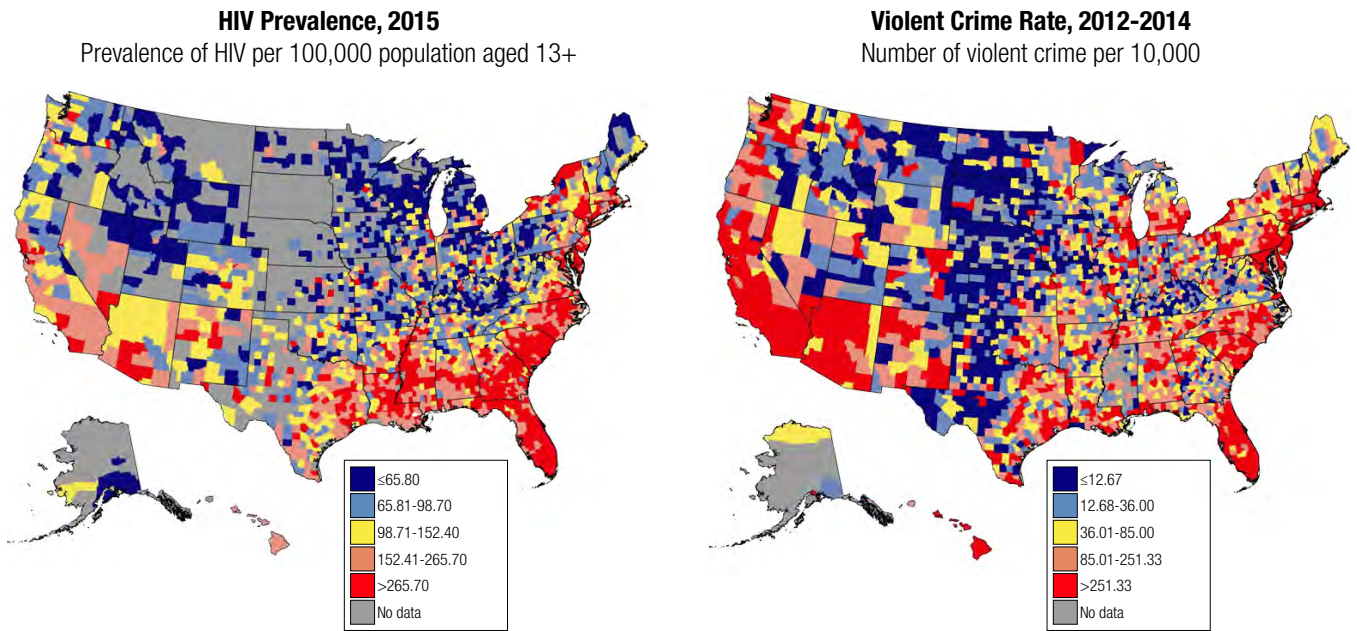 HIV Prevalence, 2015
Prevalence of HIV per 100,000 population aged 13+
≤65.80
65.81-98.70
98.71-152.40
152.41-265.70
>265.70
No data
Violent Crime Rate, 2012-2014
Number of violent crime per 10,000
≤12.67
12.68-36.00
36.01-85.00
85.01-251.33
>251.33
No data